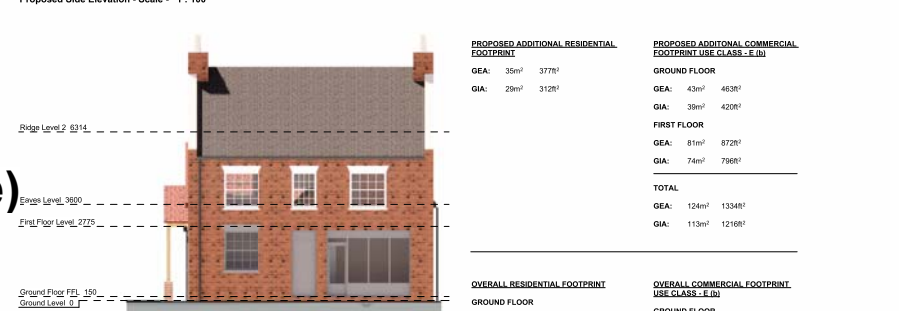 Proposed Side Elevation - Scale - 1 : 100
PROPOSED ADDITIONAL RESIDENTIAL
FOOTPRINT
GEA: 35m² 377ft²
GIA: 29m² 312ft²
PROPOSED ADDITONAL COMMERCIAL
FOOTPRINT USE CLASS - E (b)
GROUND FLOOR
GEA: 43m² 463ft²
GIA: 39m² 420ft²
FIRST FLOOR
GEA: 81m² 872ft²
GIA: 74m² 796ft²
TOTAL
GEA: 124m² 1334ft²
GIA: 113m² 1216ft²
Ridge Level 2 6314
e)
Eaves Level 3600
First Floor Level 2775
Ground Floor FFL 150
Ground Level 0
OVERALL RESIDENTIAL FOOTPRINT
GROUND FLOOR
OVERALL COMMERCIAL FOOTPRINT
USE CLASS - E (b)
GROUND FLOOR